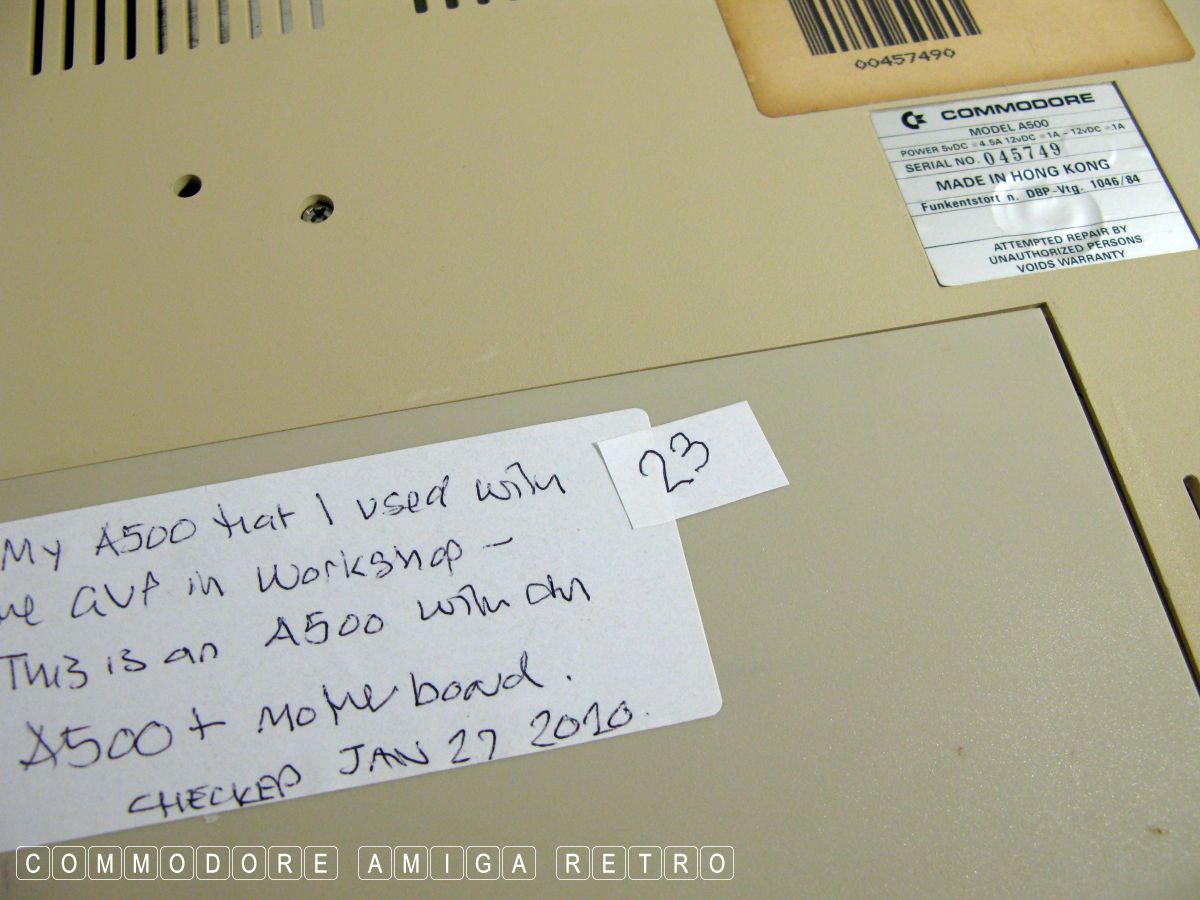 00457490
COMMODORE
MODEL A500
POWER 5vDC = 4.5A 12vDC = 1A - 12vDC = .1A
SERIAL NO. 045749
MADE IN HONG KONG
Funkentstört n. DBP-Vtg. 1046/84
ATTEMPTED REPAIR BY
UNAUTHORIZED PERSONS
VOIDS WARRANTY
23
My A500 that I used with
GVP in Workshop -
This is an A500 with an
A500+ Motherboard.
CHECKED JAN 27 2010.
COMMODORE AMIGA RETRO